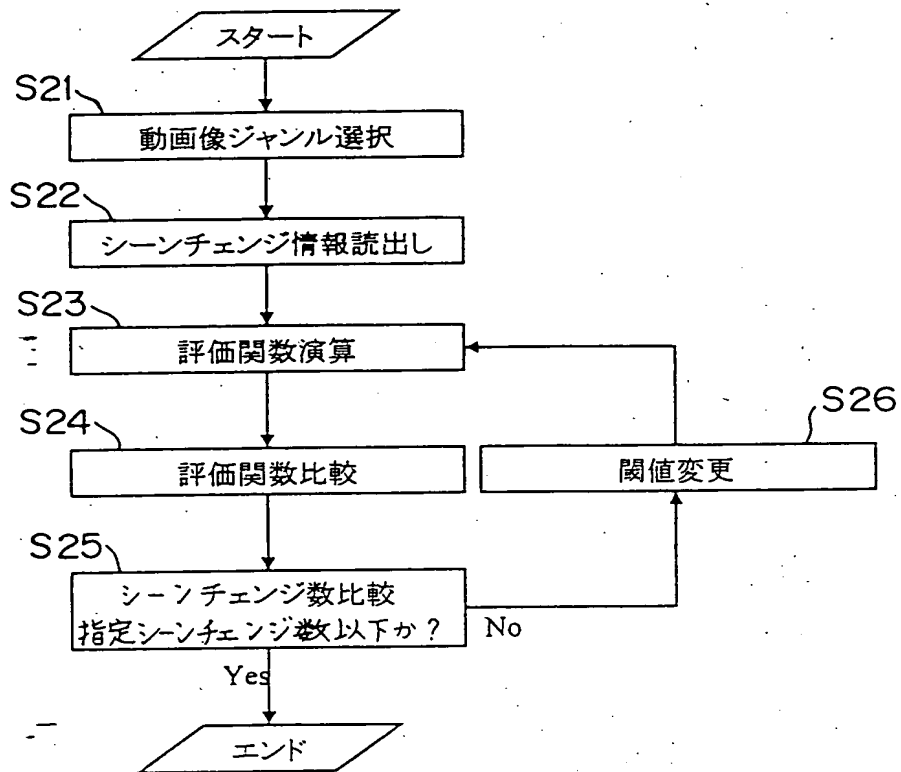 スタート
S21
動画像ジャンル選択
S22
シーンチェンジ情報読出し
S23
評価関数演算
S24
評価関数比較
S26
閾値変更
S25
シーンチェンジ数比較
指定シーンチェンジ数以下か?
No
Yes
エンド